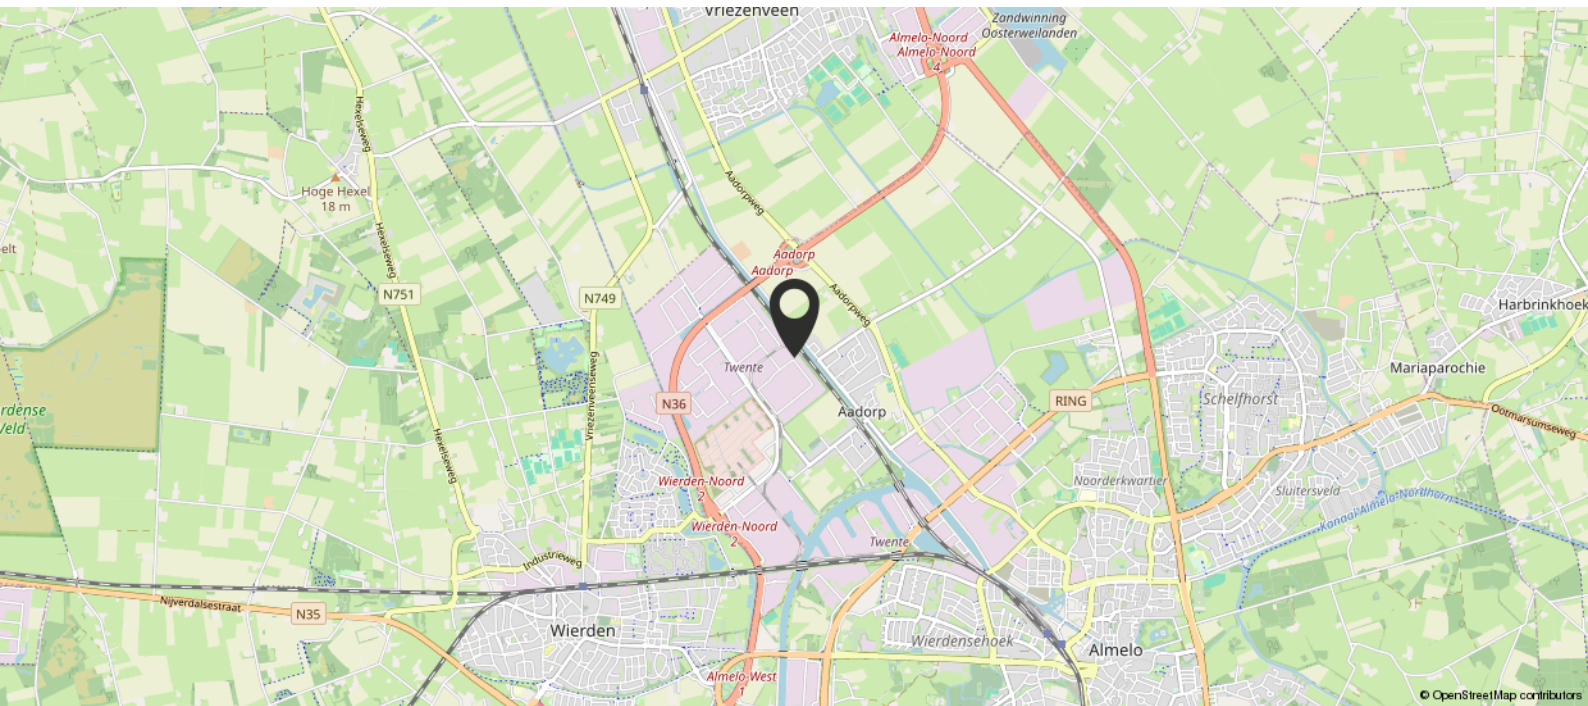 Vriezenveen
Zandwinning
Oosterweilanden
Almelo-Noord
Almelo-Noord
4
Hexelseweg
Hoge Hexel
18 m
Aadorpweg
Hexelseweg
elt
Aadorp
Aadorp
Aadorpweg
N751
N749
Harbrinkhoek
Twente
Mariaparochie
Vriezenveenseweg
N36
RING
Schelfhorst
rdense
Veld
Aadorp
Ootmarsumseweg
Hexelseweg
Wierden-Noord
2
Noorderkwartier
Sluitersveld
Kanaal Almelo-Nordhorn
Wierden-Noord
2
Twente
Industrieweg
Nijverdalsestraat
N35
Wierden
Wierdensehoek
Almelo
Almelo-West
1
© OpenStreetMap contributors